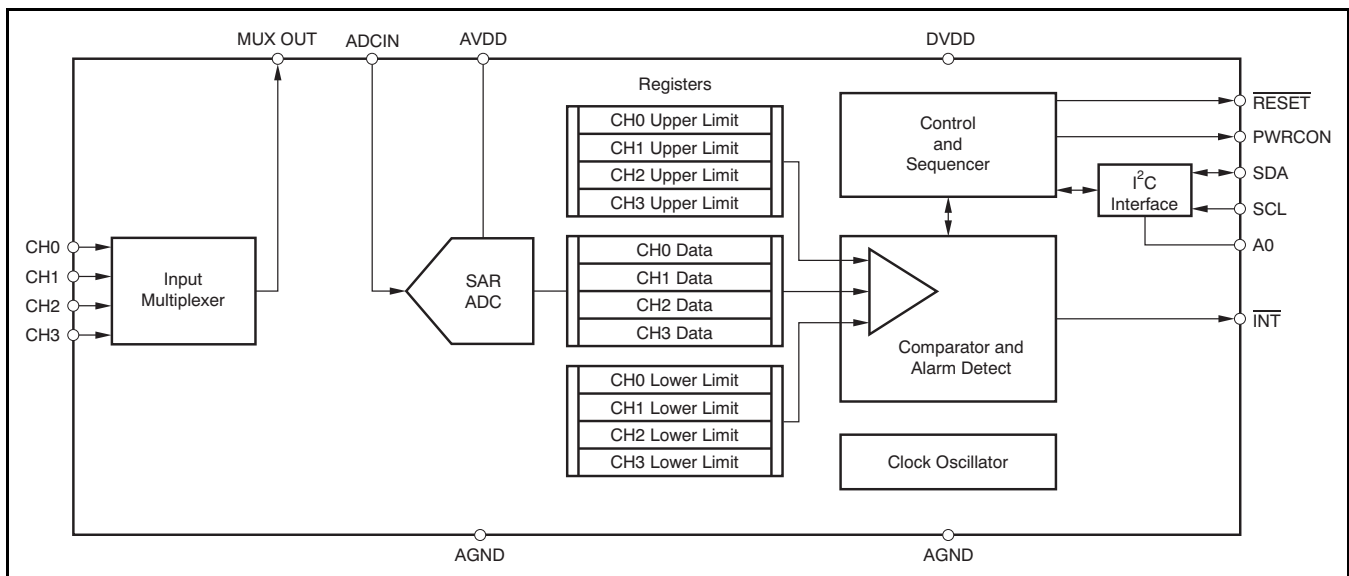 MUX OUT
ADCIN
AVDD
DVDD
Registers
CH0 Upper Limit
CH1 Upper Limit
CH2 Upper Limit
CH3 Upper Limit
Control
and
Sequencer
RESET
PWRCON
SDA
SCL
A0
I²C
Interface
CH0
CH1
CH2
CH3
Input
Multiplexer
SAR
ADC
CH0 Data
CH1 Data
CH2 Data
CH3 Data
Comparator and
Alarm Detect
INT
CH0 Lower Limit
CH1 Lower Limit
CH2 Lower Limit
CH3 Lower Limit
Clock Oscillator
AGND
AGND